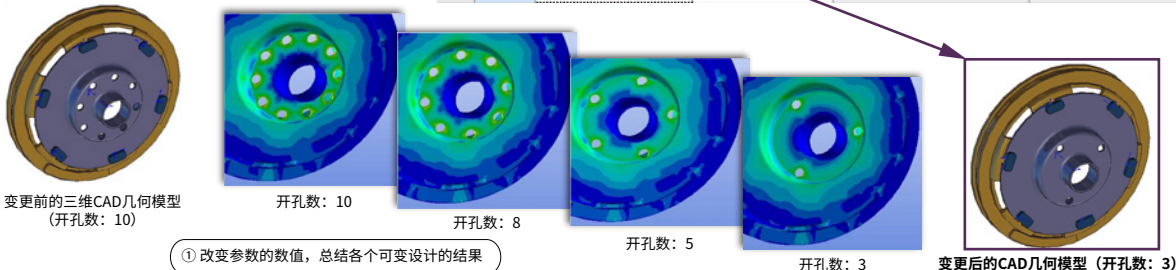 变更前的三维CAD几何模型
（开孔数：10）
开孔数：10
开孔数：8
开孔数：5
开孔数：3
变更后的CAD几何模型（开孔数：3）
① 改变参数的数值，总结各个可变设计的结果